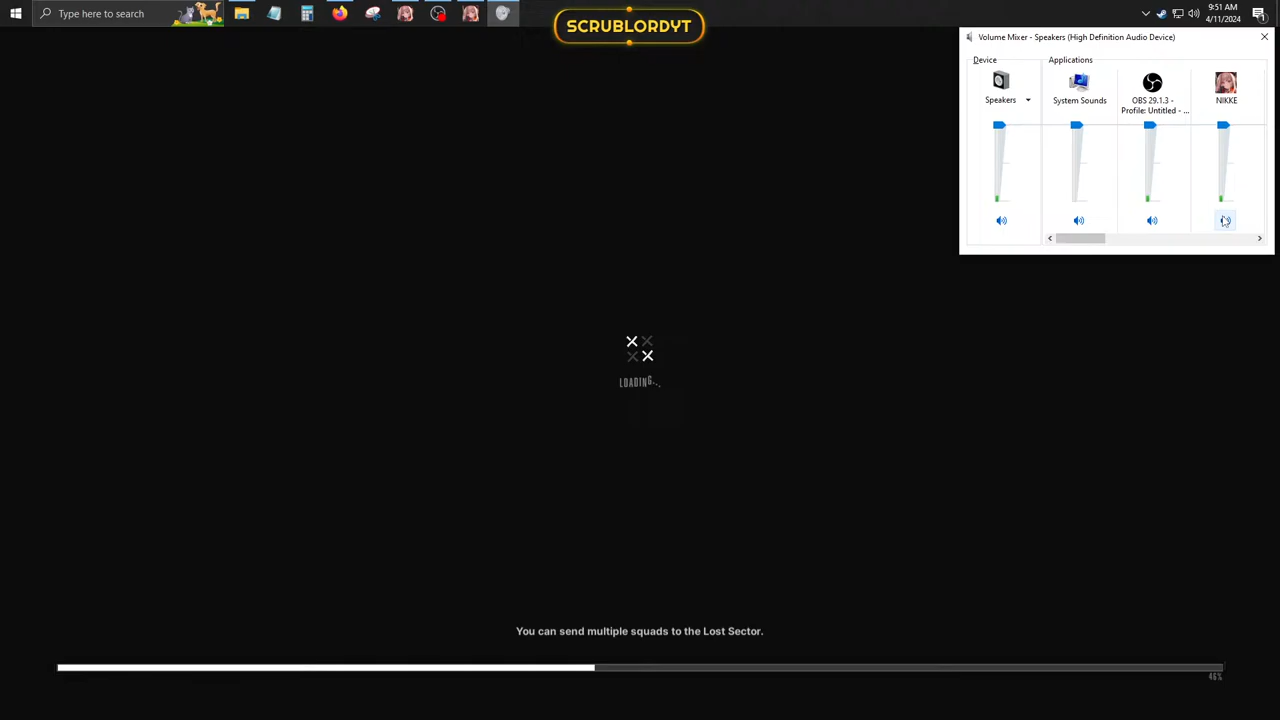 Type here to search
SCRUBLORDYT
9:51 AM
4/11/2024
1
Volume Mixer - Speakers (High Definition Audio Device)
Device
Applications
Speakers
System Sounds
OBS 29.1.3 -
Profile: Untitled - ...
NIKKE
LOADING...
You can send multiple squads to the Lost Sector.
46%